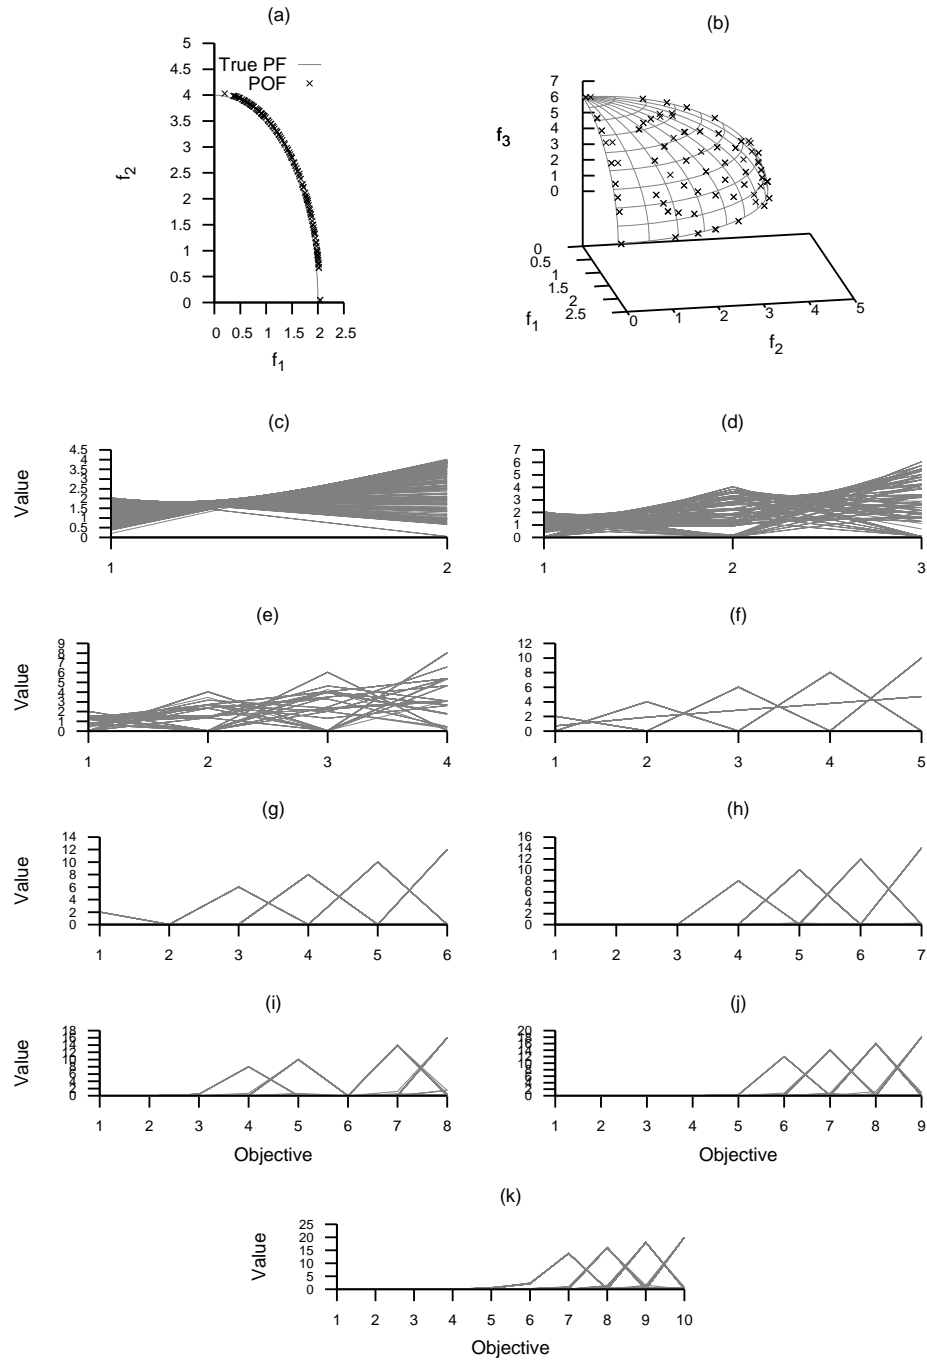 (a)
5
4.5
4
3.5
3
2.5
2
1.5
1
0.5
0
True PF
POF
f2
0 0.5 1 1.5 2 2.5
f1
(b)
7
6
5
4
3
2
1
0
f3
0
0.5
1
1.5
2
2.5
f1
0 1 2 3 4 5
f2
(c)
Value
4.5
4
3.5
3
2.5
2
1.5
1
0.5
0
1 2
(d)
7
6
5
4
3
2
1
0
1 2 3
(e)
Value
9
8
7
6
5
4
3
2
1
0
1 2 3 4
(f)
12
10
8
6
4
2
0
1 2 3 4 5
(g)
Value
14
12
10
8
6
4
2
0
1 2 3 4 5 6
(h)
16
14
12
10
8
6
4
2
0
1 2 3 4 5 6 7
(i)
Value
18
16
14
12
10
8
6
4
2
0
1 2 3 4 5 6 7 8
Objective
(j)
20
18
16
14
12
10
8
6
4
2
0
1 2 3 4 5 6 7 8 9
Objective
(k)
Value
25
20
15
10
5
0
1 2 3 4 5 6 7 8 9 10
Objective